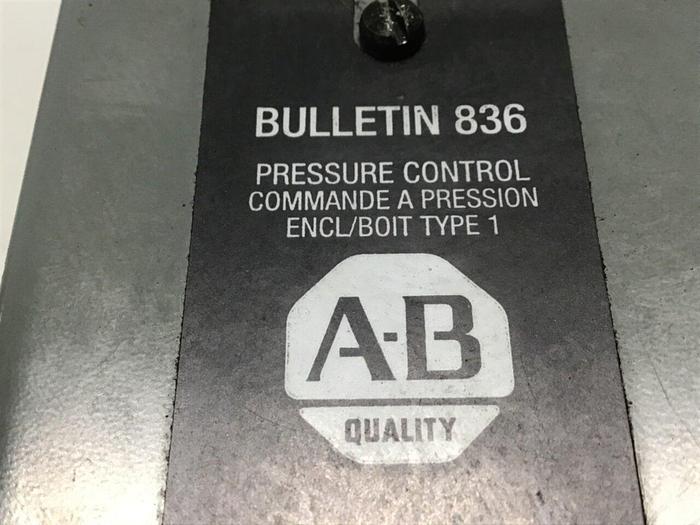 BULLETIN 836
PRESSURE CONTROL
COMMANDE A PRESSION
ENCL/BOIT TYPE 1
A-B
QUALITY